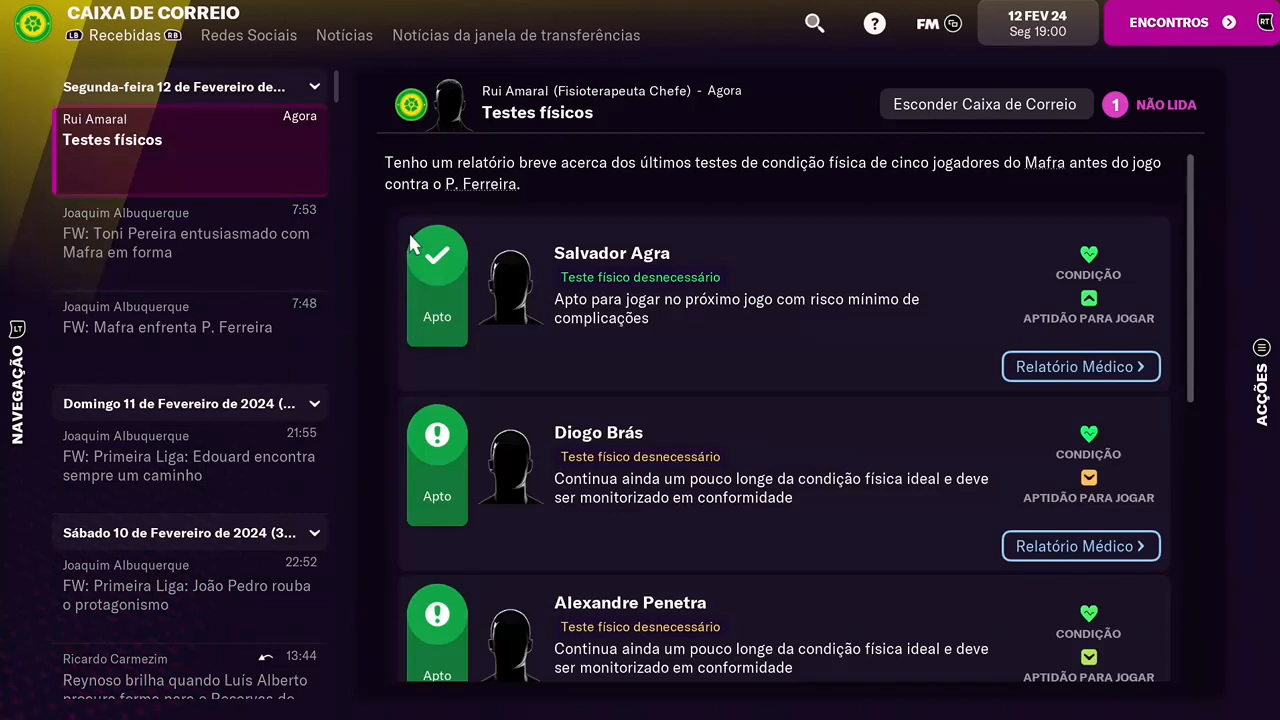 CAIXA DE CORREIO
LB Recebidas RB Redes Sociais Notícias Notícias da janela de transferências
FM
12 FEV 24
Seg 19:00
ENCONTROS
RT
NAVEGAÇÃO LT
Segunda-feira 12 de Fevereiro de...
Rui Amaral Agora
Testes físicos
Joaquim Albuquerque 7:53
FW: Toni Pereira entusiasmado com
Mafra em forma
Joaquim Albuquerque 7:48
FW: Mafra enfrenta P. Ferreira
Domingo 11 de Fevereiro de 2024 (...
Joaquim Albuquerque 21:55
FW: Primeira Liga: Edouard encontra
sempre um caminho
Sábado 10 de Fevereiro de 2024 (3...
Joaquim Albuquerque 22:52
FW: Primeira Liga: João Pedro rouba
o protagonismo
Ricardo Carmezim 13:44
Reynoso brilha quando Luís Alberto
procura forma para o Reservas do
Rui Amaral (Fisioterapeuta Chefe) - Agora
Testes físicos
Esconder Caixa de Correio
1 NÃO LIDA
Tenho um relatório breve acerca dos últimos testes de condição física de cinco jogadores do Mafra antes do jogo
contra o P. Ferreira.
Apto
Salvador Agra
Teste físico desnecessário
Apto para jogar no próximo jogo com risco mínimo de
complicações
CONDIÇÃO
APTIDÃO PARA JOGAR
Relatório Médico
Apto
Diogo Brás
Teste físico desnecessário
Continua ainda um pouco longe da condição física ideal e deve
ser monitorizado em conformidade
CONDIÇÃO
APTIDÃO PARA JOGAR
Relatório Médico
Apto
Alexandre Penetra
Teste físico desnecessário
Continua ainda um pouco longe da condição física ideal e deve
ser monitorizado em conformidade
CONDIÇÃO
APTIDÃO PARA JOGAR
ACÇÕES